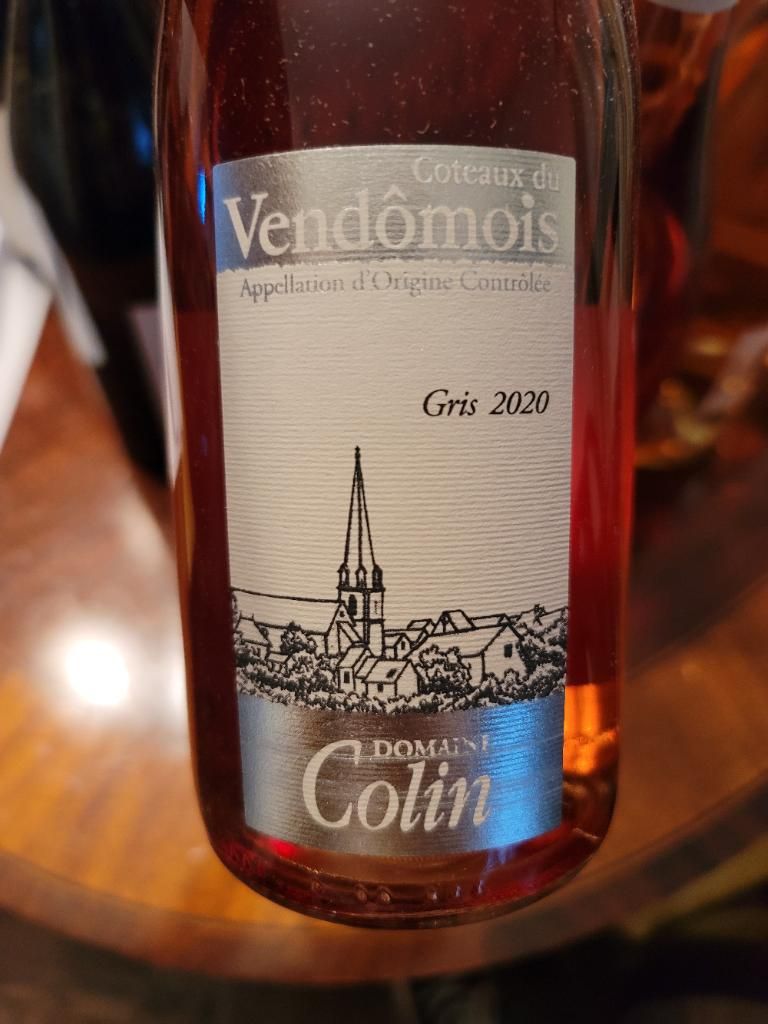 Coteaux du
Vendômois
Appellation d'Origine Contrôlée
Gris 2020
DOMAINE
Colin